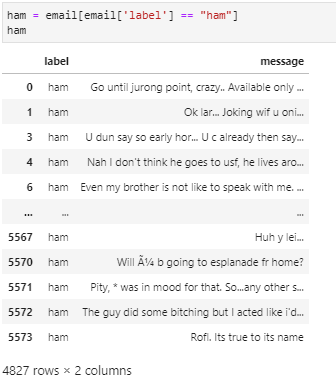 ham = email[email['label'] == "ham"]
ham
label message
0 ham Go until jurong point, crazy.. Available only ...
1 ham Ok lar... Joking wif u oni...
3 ham U dun say so early hor... U c already then say...
4 ham Nah I don't think he goes to usf, he lives aro...
6 ham Even my brother is not like to speak with me. ...
... ... ...
5567 ham Huh y lei...
5570 ham Will Ã¼ b going to esplanade fr home?
5571 ham Pity, * was in mood for that. So...any other s...
5572 ham The guy did some bitching but I acted like i'd...
5573 ham Rofl. Its true to its name
4827 rows × 2 columns